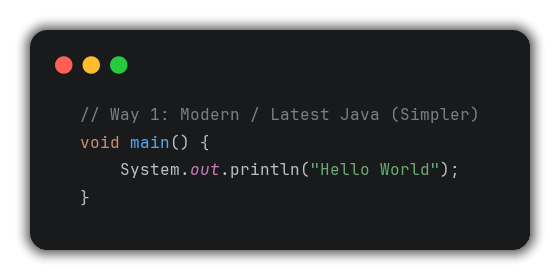 // Way 1: Modern / Latest Java (Simpler)
void main() {
    System.out.println("Hello World");
}